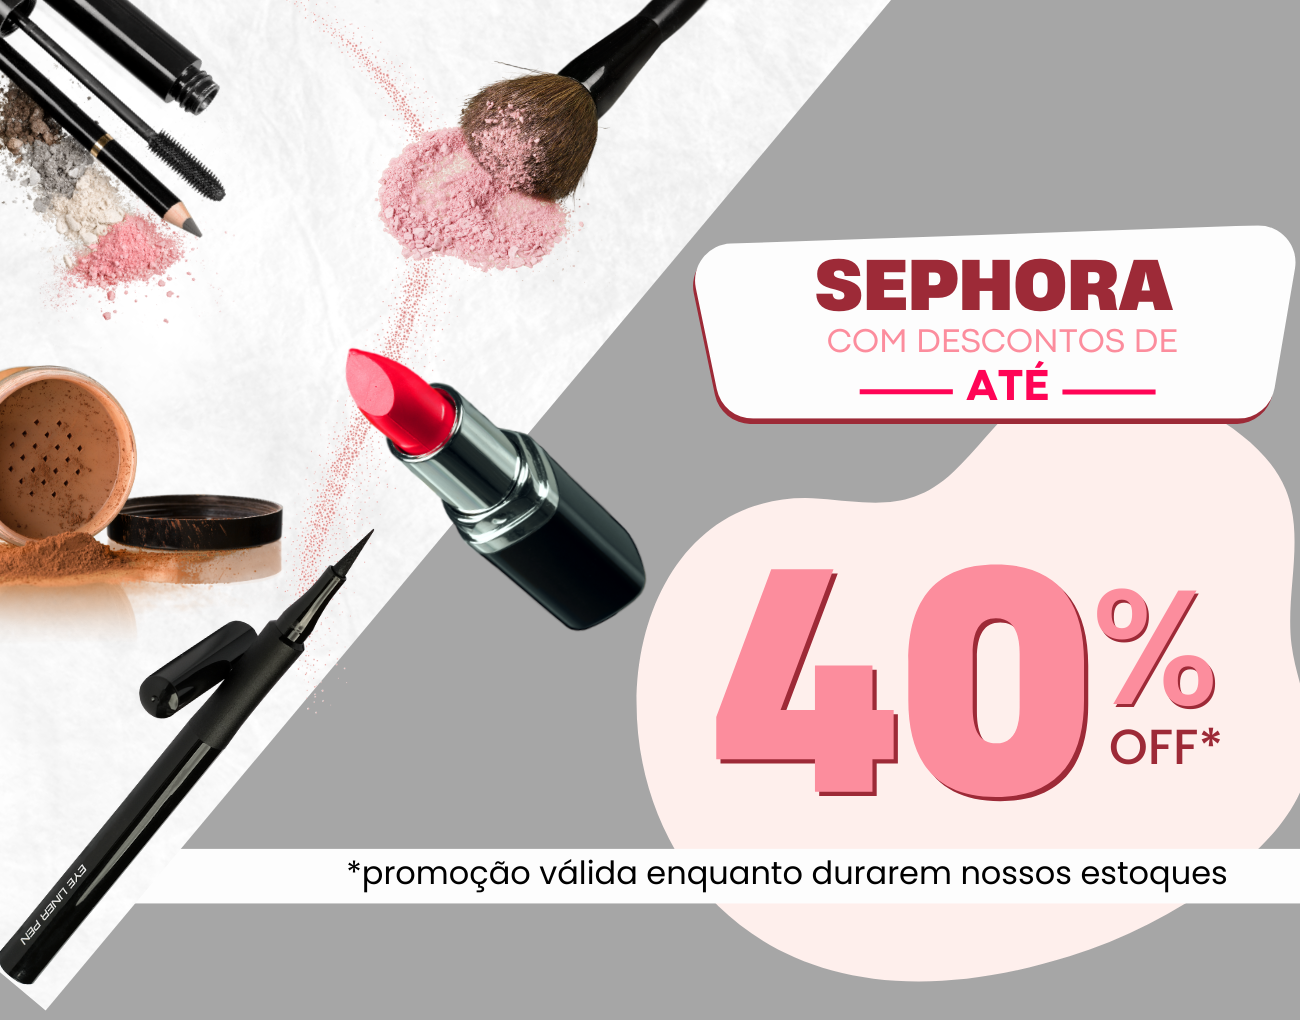 SEPHORA
COM DESCONTOS DE
ATÉ
40%
OFF*
*promoção válida enquanto durarem nossos estoques
EYE LINER PEN